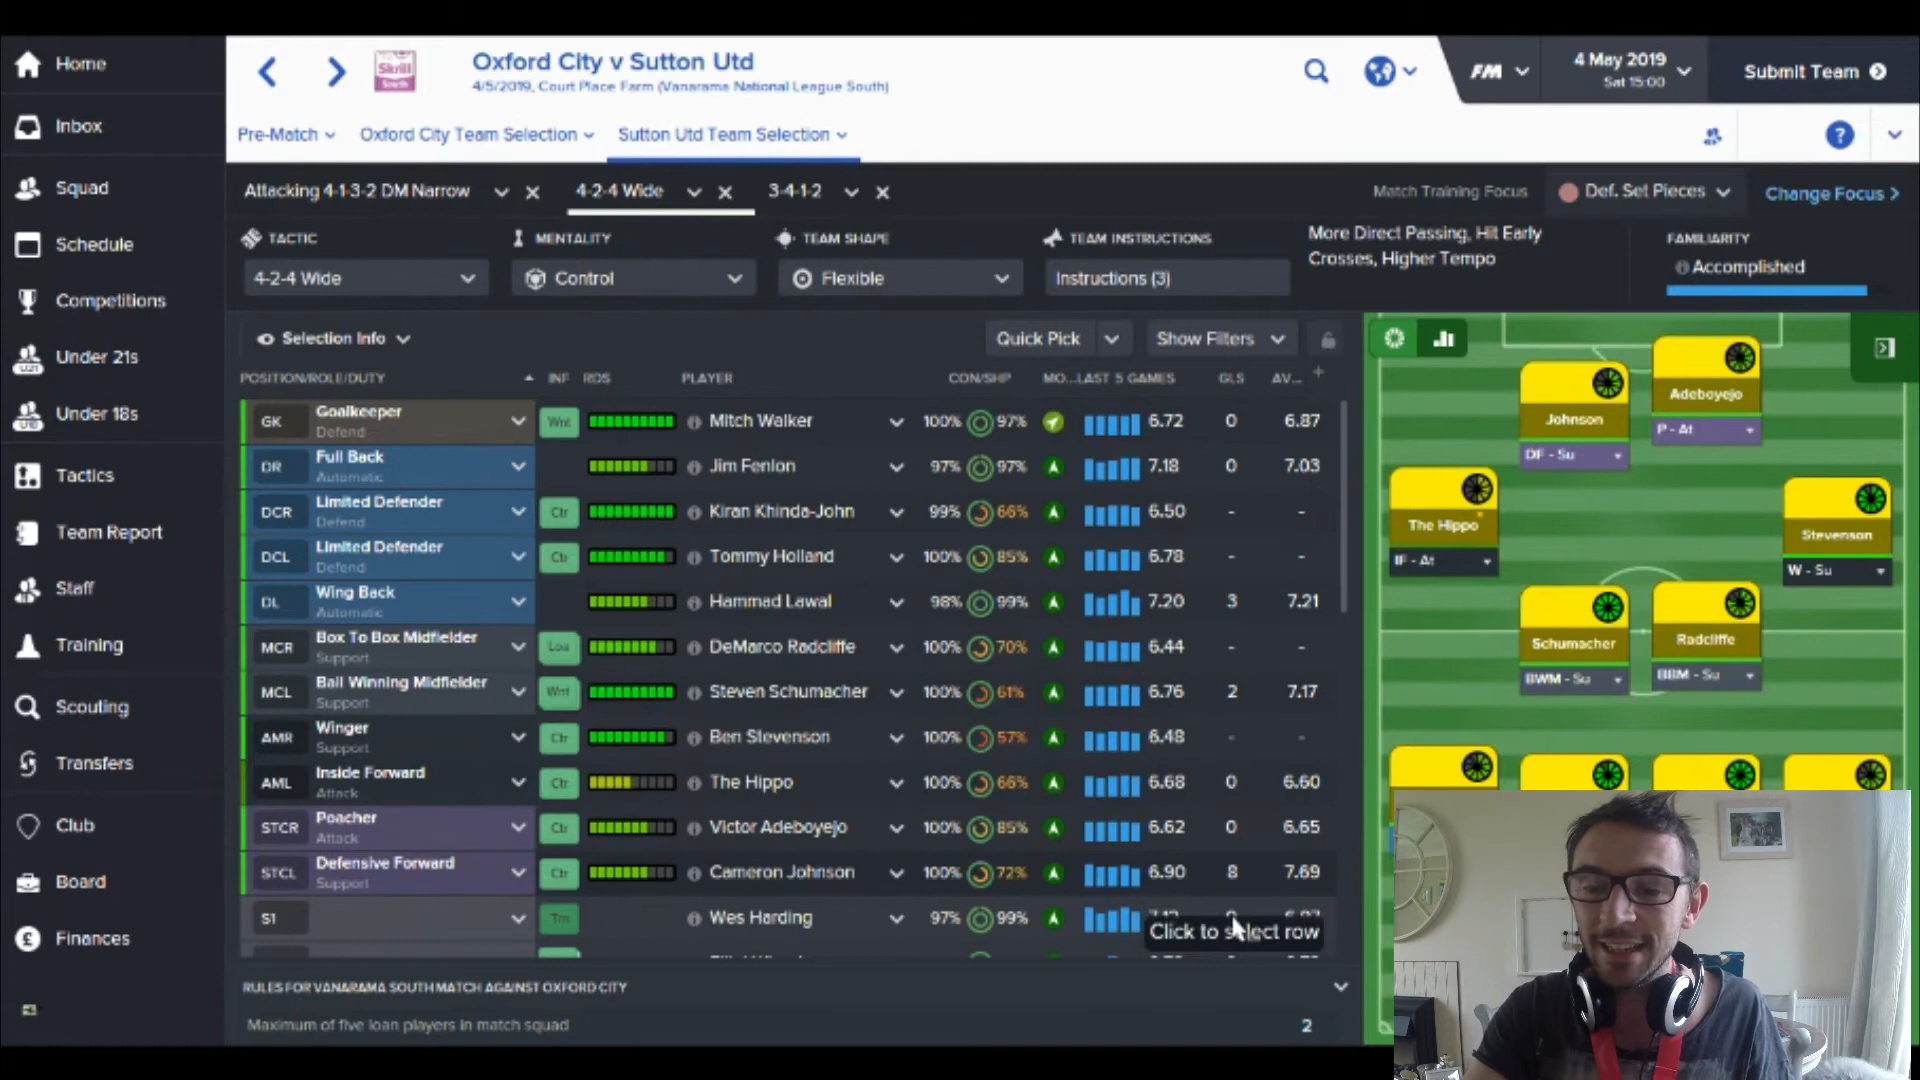 Home
Inbox
Squad
Schedule
Competitions
Under 21s
Under 18s
Tactics
Team Report
Staff
Training
Scouting
Transfers
Club
Board
Finances
Skrill
South
Oxford City v Sutton Utd
4/5/2019, Court Place Farm (Vanarama National League South)
FM
4 May 2019
Sat 15:00
Submit Team
Pre-Match
Oxford City Team Selection
Sutton Utd Team Selection
?
Attacking 4-1-3-2 DM Narrow
4-2-4 Wide
3-4-1-2
Match Training Focus
Def. Set Pieces
Change Focus >
TACTIC
MENTALITY
TEAM SHAPE
TEAM INSTRUCTIONS
4-2-4 Wide
Control
Flexible
Instructions (3)
More Direct Passing, Hit Early
Crosses, Higher Tempo
FAMILIARITY
Accomplished
Selection Info
Quick Pick
Show Filters
POSITION/ROLE/DUTY INF RDS PLAYER CON/SHP MO... LAST 5 GAMES GLS AV... +
GK Goalkeeper Defend Wnt Mitch Walker 100% 97% 6.72 0 6.87
DR Full Back Automatic Jim Fenlon 97% 97% 7.18 0 7.03
DCR Limited Defender Defend Ctr Kiran Khinda-John 99% 66% 6.50 - -
DCL Limited Defender Defend Ctr Tommy Holland 100% 85% 6.78 - -
DL Wing Back Automatic Hammad Lawal 98% 99% 7.20 3 7.21
MCR Box To Box Midfielder Support Loa DeMarco Radcliffe 100% 70% 6.44 - -
MCL Ball Winning Midfielder Support Wnt Steven Schumacher 100% 61% 6.76 2 7.17
AMR Winger Support Ctr Ben Stevenson 100% 57% 6.48 - -
AML Inside Forward Attack Ctr The Hippo 100% 66% 6.68 0 6.60
STCR Poacher Attack Ctr Victor Adeboyejo 100% 85% 6.62 0 6.65
STCL Defensive Forward Support Ctr Cameron Johnson 100% 72% 6.90 8 7.69
S1 Trn Wes Harding 97% 99%
Click to select row
RULES FOR VANARAMA SOUTH MATCH AGAINST OXFORD CITY
Maximum of five loan players in match squad 2
Adeboyejo
P - At
Johnson
DF - Su
The Hippo
IF - At
Stevenson
W - Su
Schumacher
BWM - Su
Radcliffe
BBM - Su